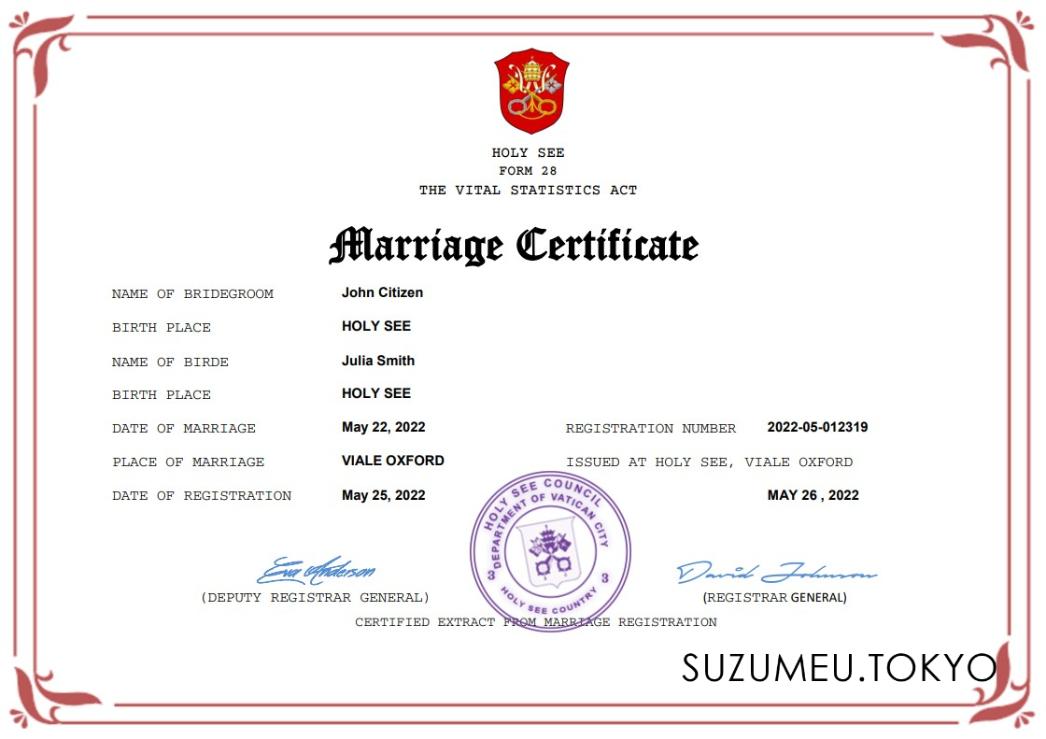 HOLY SEE
FORM 28
THE VITAL STATISTICS ACT
Marriage Certificate
NAME OF BRIDEGROOM John Citizen
BIRTH PLACE HOLY SEE
NAME OF BIRDE Julia Smith
BIRTH PLACE HOLY SEE
DATE OF MARRIAGE May 22, 2022 REGISTRATION NUMBER 2022-05-012319
PLACE OF MARRIAGE VIALE OXFORD ISSUED AT HOLY SEE, VIALE OXFORD
DATE OF REGISTRATION May 25, 2022 MAY 26 , 2022
HOLY SEE COUNCIL
DEPARTMENT OF VATICAN CITY
3 3
HOLY SEE COUNTRY
Eva Anderson David Johnson
(DEPUTY REGISTRAR GENERAL) (REGISTRAR GENERAL)
CERTIFIED EXTRACT FROM MARRIAGE REGISTRATION
SUZUMEU.TOKYO